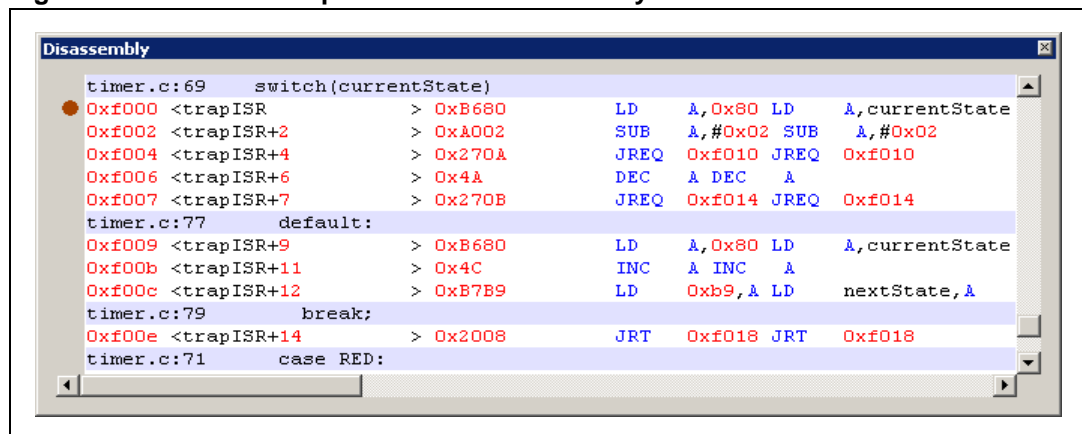 Disassembly
timer.c:69 switch(currentState)
0xf000 <trapISR > 0xB680 LD A,0x80 LD A,currentState
0xf002 <trapISR+2 > 0xA002 SUB A,#0x02 SUB A,#0x02
0xf004 <trapISR+4 > 0x270A JREQ 0xf010 JREQ 0xf010
0xf006 <trapISR+6 > 0x4A DEC A DEC A
0xf007 <trapISR+7 > 0x270B JREQ 0xf014 JREQ 0xf014
timer.c:77 default:
0xf009 <trapISR+9 > 0xB680 LD A,0x80 LD A,currentState
0xf00b <trapISR+11 > 0x4C INC A INC A
0xf00c <trapISR+12 > 0xB7B9 LD 0xb9,A LD nextState,A
timer.c:79 break;
0xf00e <trapISR+14 > 0x2008 JRT 0xf018 JRT 0xf018
timer.c:71 case RED: